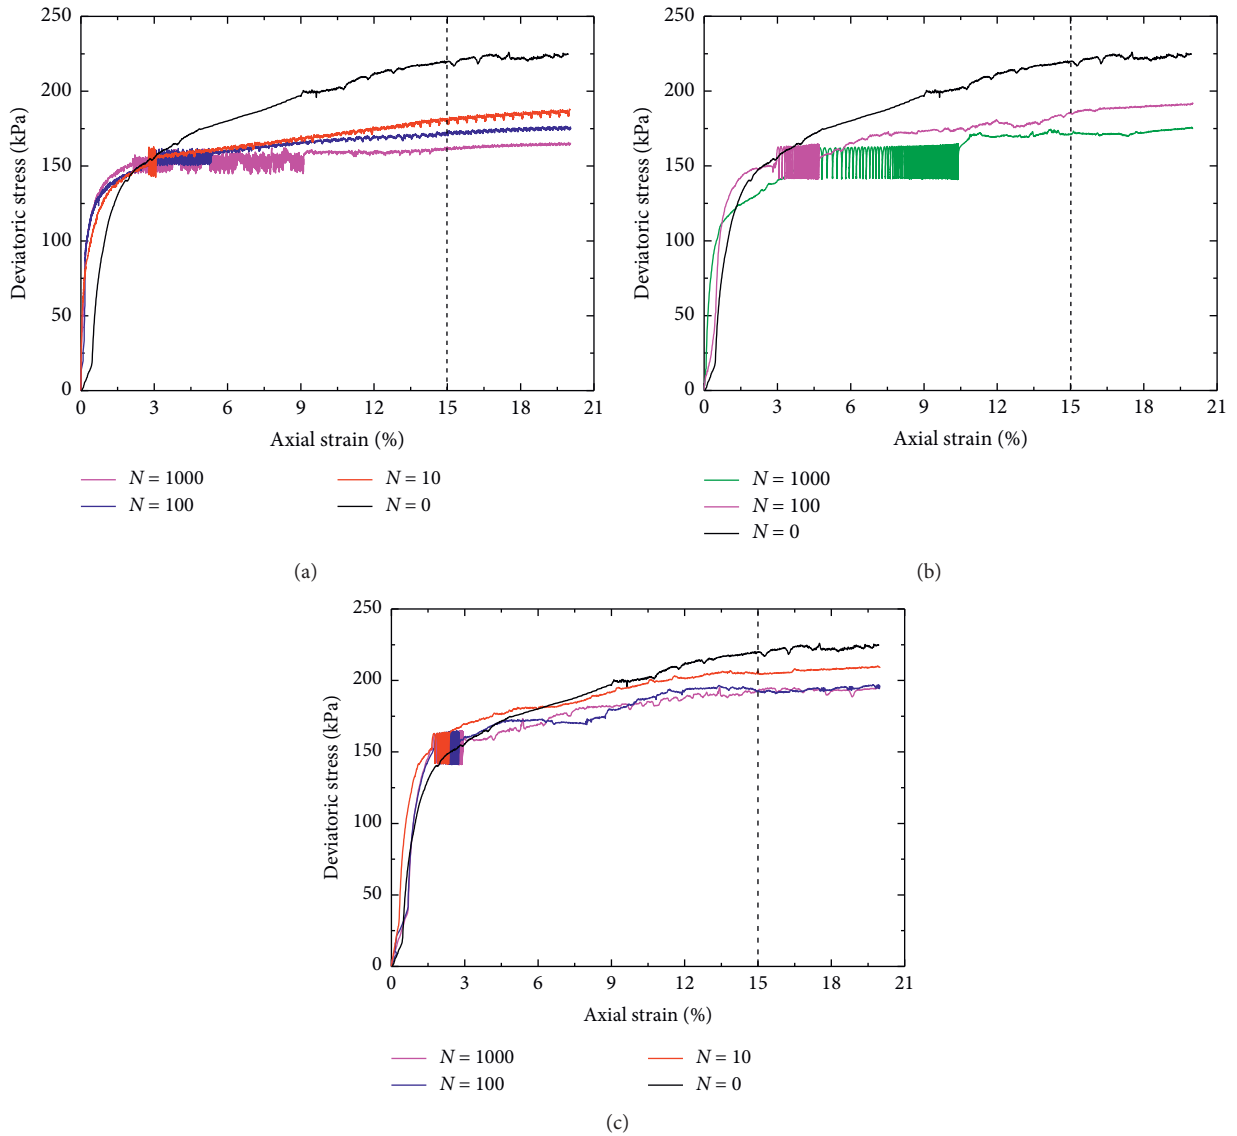 250
200
150
100
50
0
Deviatoric stress (kPa)
0 3 6 9 12 15 18 21
Axial strain (%)
N = 1000
N = 10
N = 100
N = 0
(a)
250
200
150
100
50
0
Deviatoric stress (kPa)
0 3 6 9 12 15 18 21
Axial strain (%)
N = 1000
N = 100
N = 0
(b)
250
200
150
100
50
0
Deviatoric stress (kPa)
0 3 6 9 12 15 18 21
Axial strain (%)
N = 1000
N = 10
N = 100
N = 0
(c)